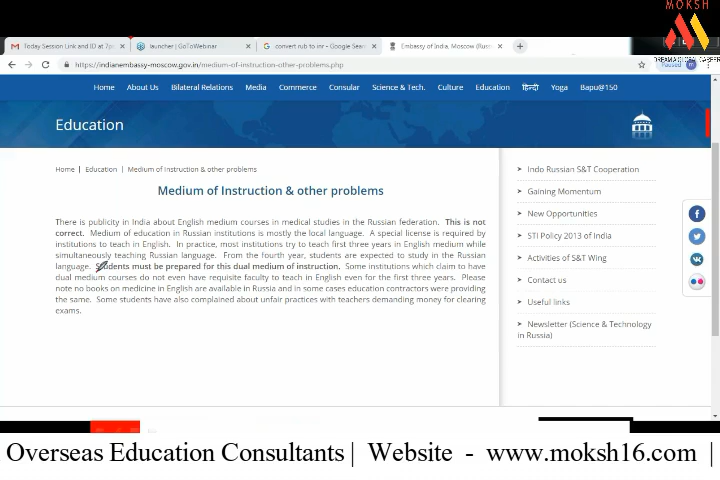 MOKSH
Today Session Link and ID at 7p
launcher | GoToWebinar
convert rub to inr - Google Sear
Embassy of India, Moscow (Russ
DREAM A GLOBAL CAREER
https://indianembassy-moscow.gov.in/medium-of-instruction-other-problems.php
Paused
Home About Us Bilateral Relations Media Commerce Consular Science & Tech. Culture Education हिन्दी Yoga Bapu@150
Education
Home | Education | Medium of Instruction & other problems
Medium of Instruction & other problems
There is publicity in India about English medium courses in medical studies in the Russian federation. This is not
correct. Medium of education in Russian institutions is mostly the local language. A special license is required by
institutions to teach in English. In practice, most institutions try to teach first three years in English medium while
simultaneously teaching Russian language. From the fourth year, students are expected to study in the Russian
language. Students must be prepared for this dual medium of instruction. Some institutions which claim to have
dual medium courses do not even have requisite faculty to teach in English even for the first three years. Please
note no books on medicine in English are available in Russia and in some cases education contractors were providing
the same. Some students have also complained about unfair practices with teachers demanding money for clearing
exams.
Indo Russian S&T Cooperation
Gaining Momentum
New Opportunities
STI Policy 2013 of India
Activities of S&T Wing
Contact us
Useful links
Newsletter (Science & Technology
in Russia)
Overseas Education Consultants | Website - www.moksh16.com |